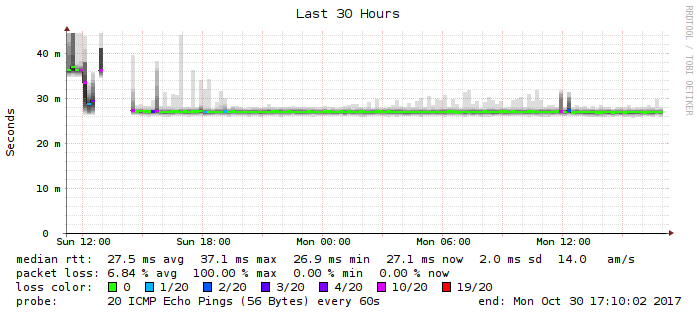 Last 30 Hours
RRDTOOL / TOBI OETIKER
Seconds
40 m
30 m
20 m
10 m
0
Sun 12:00 Sun 18:00 Mon 00:00 Mon 06:00 Mon 12:00
median rtt: 27.5 ms avg 37.1 ms max 26.9 ms min 27.1 ms now 2.0 ms sd 14.0 am/s
packet loss: 6.84 % avg 100.00 % max 0.00 % min 0.00 % now
loss color: 0 1/20 2/20 3/20 4/20 10/20 19/20
probe: 20 ICMP Echo Pings (56 Bytes) every 60s end: Mon Oct 30 17:10:02 2017